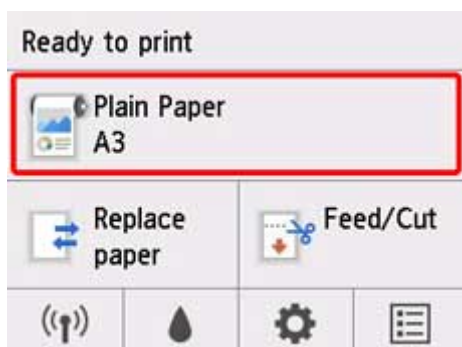 Ready to print
Plain Paper
A3
Replace
paper
Feed/Cut